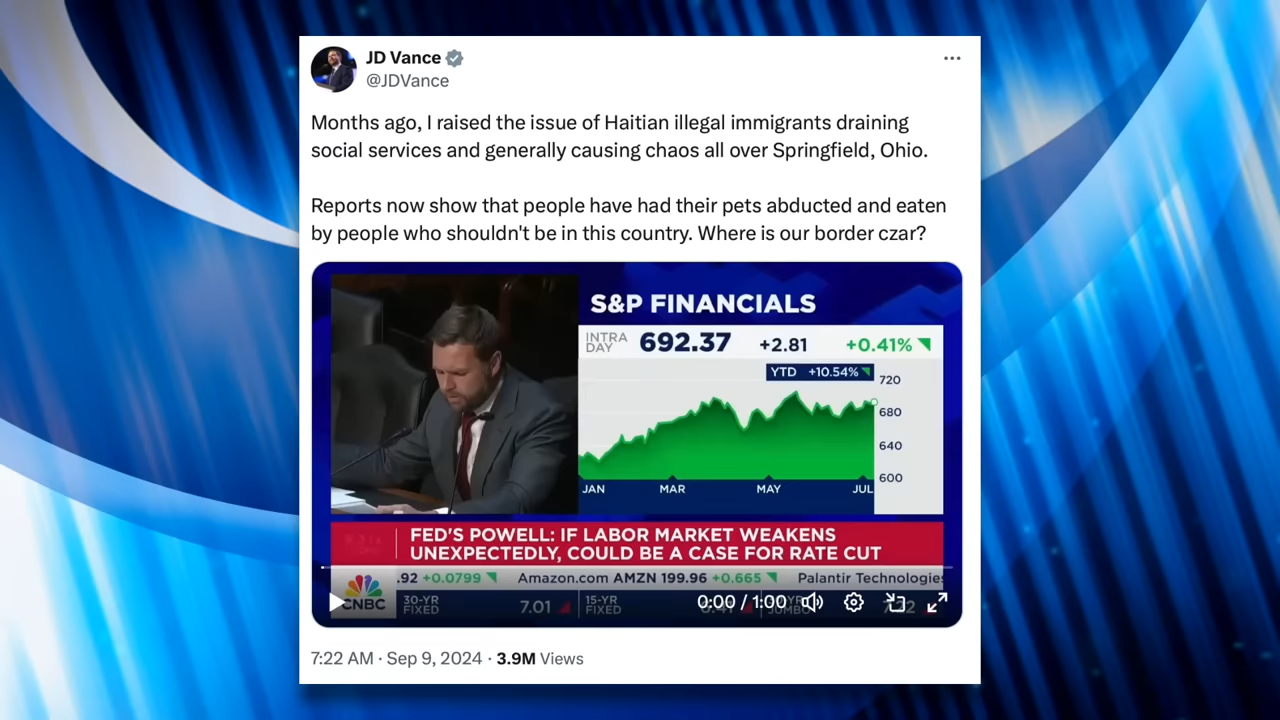 JD Vance
@JDVance
Months ago, I raised the issue of Haitian illegal immigrants draining
social services and generally causing chaos all over Springfield, Ohio.
Reports now show that people have had their pets abducted and eaten
by people who shouldn't be in this country. Where is our border czar?
S&P FINANCIALS
INTRA DAY 692.37 +2.81 +0.41%
YTD +10.54%
720
680
640
600
JAN MAR MAY JUL
FED'S POWELL: IF LABOR MARKET WEAKENS
UNEXPECTEDLY, COULD BE A CASE FOR RATE CUT
.92 +0.0799 Amazon.com AMZN 199.96 +0.665 Palantir Technologies
CNBC
30-YR FIXED 7.01 15-YR FIXED
0:00 / 1:00
7:22 AM · Sep 9, 2024 · 3.9M Views